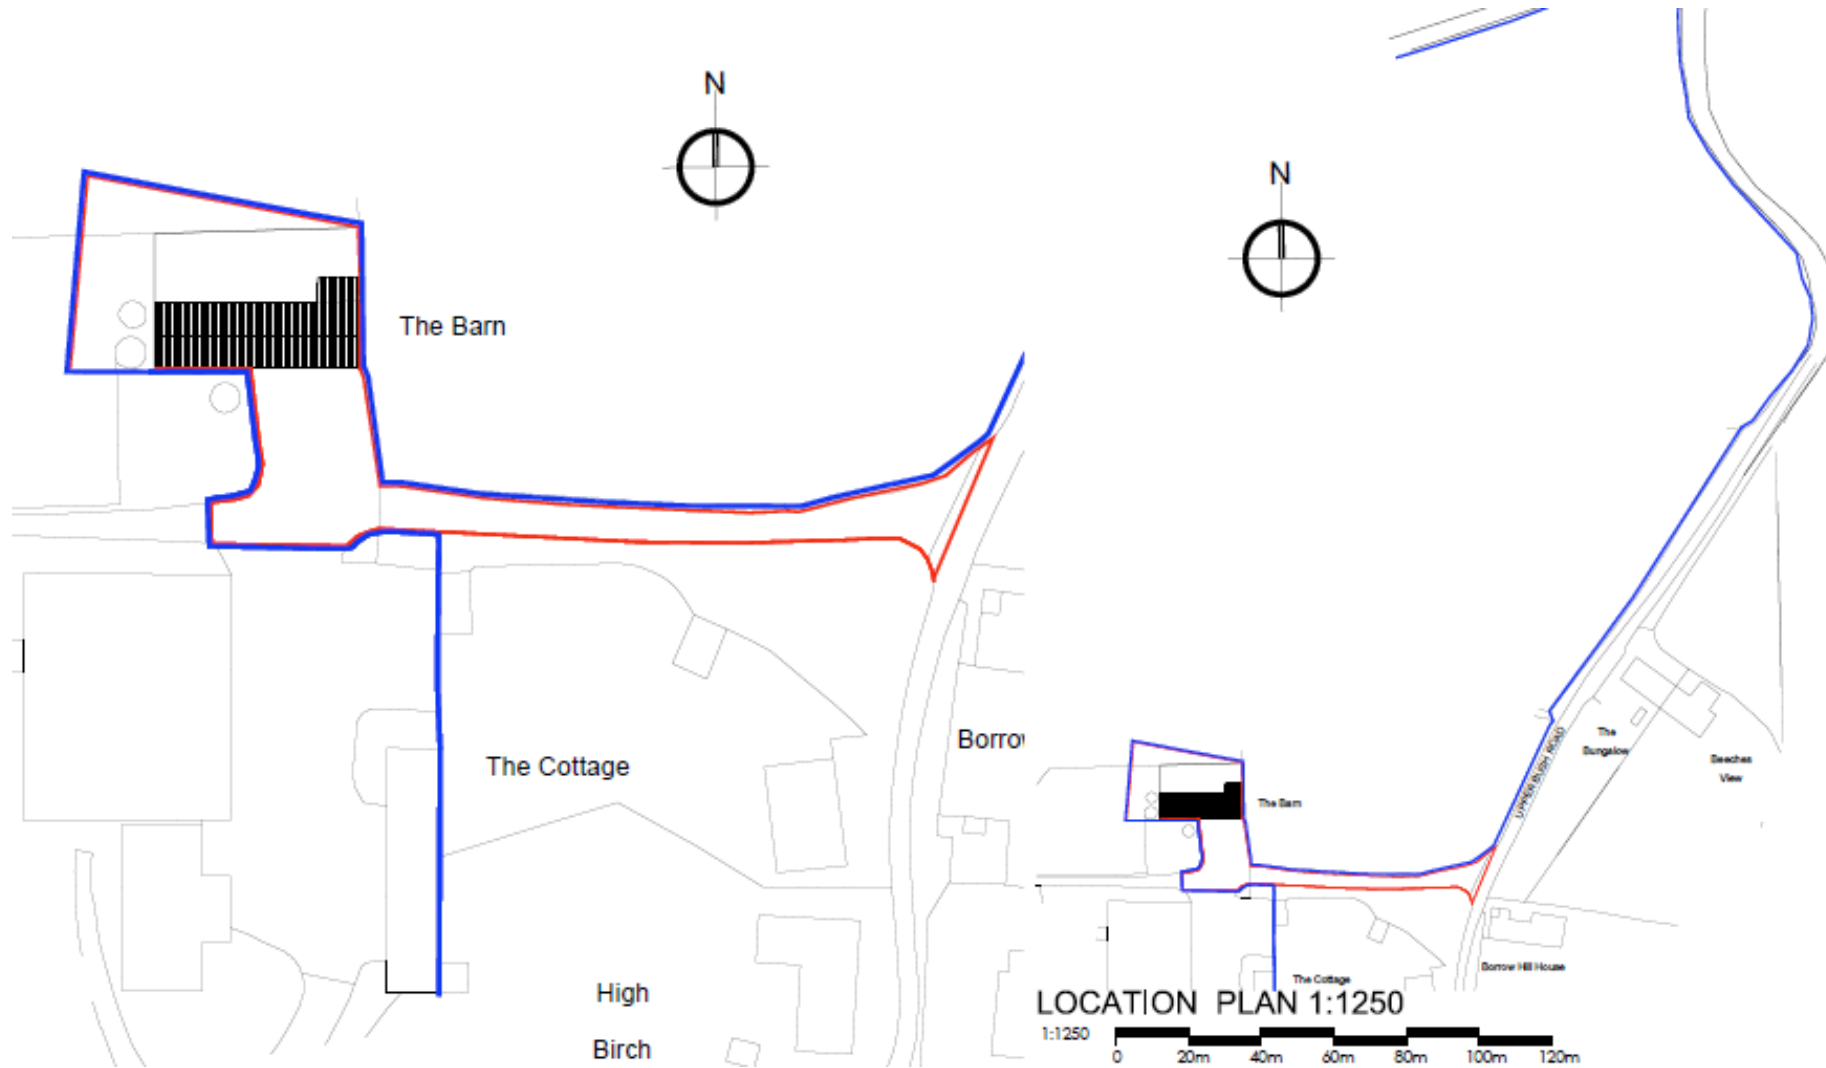 N
The Barn
The Cottage
Borro
High
Birch
N
UPPER BUSH ROAD
The
Bungalow
Beeches
View
The Barn
Borrow Hill House
The Cottage
LOCATION PLAN 1:1250
1:1250
0 20m 40m 60m 80m 100m 120m